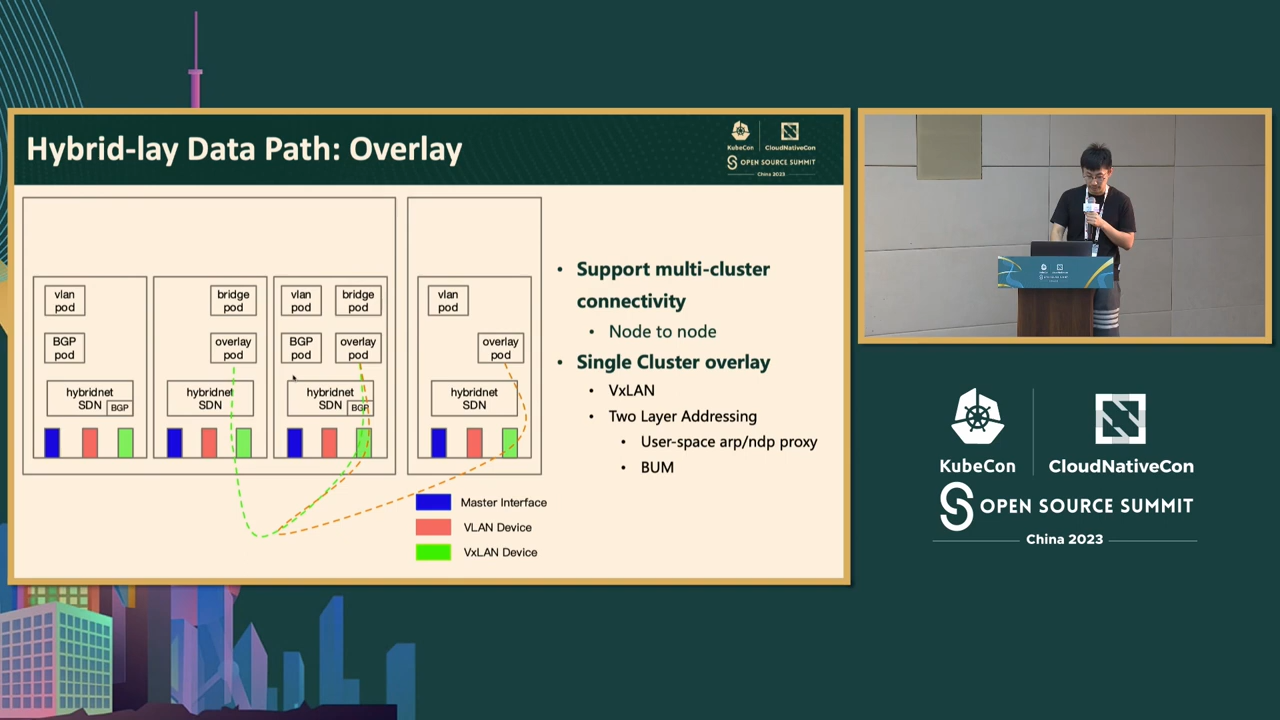 Hybrid-lay Data Path: Overlay
KubeCon
CloudNativeCon
OPEN SOURCE SUMMIT
China 2023
vlan
pod
BGP
pod
hybridnet
SDN
BGP
bridge
pod
overlay
pod
hybridnet
SDN
vlan
pod
bridge
pod
BGP
pod
overlay
pod
hybridnet
SDN
BGP
vlan
pod
overlay
pod
hybridnet
SDN
Master Interface
VLAN Device
VxLAN Device
• Support multi-cluster
connectivity
• Node to node
• Single Cluster overlay
• VxLAN
• Two Layer Addressing
• User-space arp/ndp proxy
• BUM
KubeCon
CloudNativeCon
OPEN SOURCE SUMMIT
China 2023